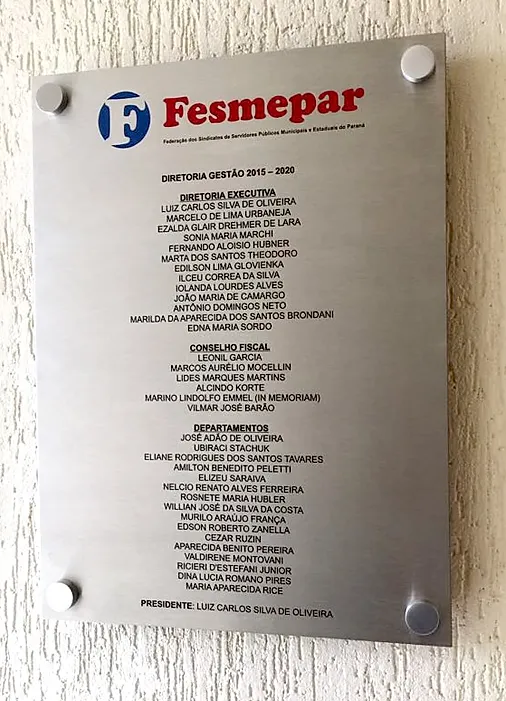 F Fesmepar
Federação dos Sindicatos de Servidores Públicos Municipais e Estaduais do Paraná
DIRETORIA GESTÃO 2015 – 2020
DIRETORIA EXECUTIVA
LUIZ CARLOS SILVA DE OLIVEIRA
MARCELO DE LIMA URBANEJA
EZALDA GLAIR DREHMER DE LARA
SONIA MARIA MARCHI
FERNANDO ALOISIO HUBNER
MARTA DOS SANTOS THEODORO
EDILSON LIMA GLOVIENKA
ILCEU CORREA DA SILVA
IOLANDA LOURDES ALVES
JOÃO MARIA DE CAMARGO
ANTÔNIO DOMINGOS NETO
MARILDA DA APARECIDA DOS SANTOS BRONDANI
EDNA MARIA SORDO
CONSELHO FISCAL
LEONIL GARCIA
MARCOS AURÉLIO MOCELLIN
LIDES MARQUES MARTINS
ALCINDO KORTE
MARINO LINDOLFO EMMEL (IN MEMORIAM)
VILMAR JOSÉ BARÃO
DEPARTAMENTOS
JOSÉ ADÃO DE OLIVEIRA
UBIRACI STACHUK
ELIANE RODRIGUES DOS SANTOS TAVARES
AMILTON BENEDITO PELETTI
ELIZEU SARAIVA
NELCIO RENATO ALVES FERREIRA
ROSNETE MARIA HUBLER
WILLIAN JOSÉ DA SILVA DA COSTA
MURILO ARAÚJO FRANÇA
EDSON ROBERTO ZANELLA
CEZAR RUZIN
APARECIDA BENITO PEREIRA
VALDIRENE MONTOVANI
RICIERI D'ESTEFANI JUNIOR
DINA LUCIA ROMANO PIRES
MARIA APARECIDA RICE
PRESIDENTE: LUIZ CARLOS SILVA DE OLIVEIRA